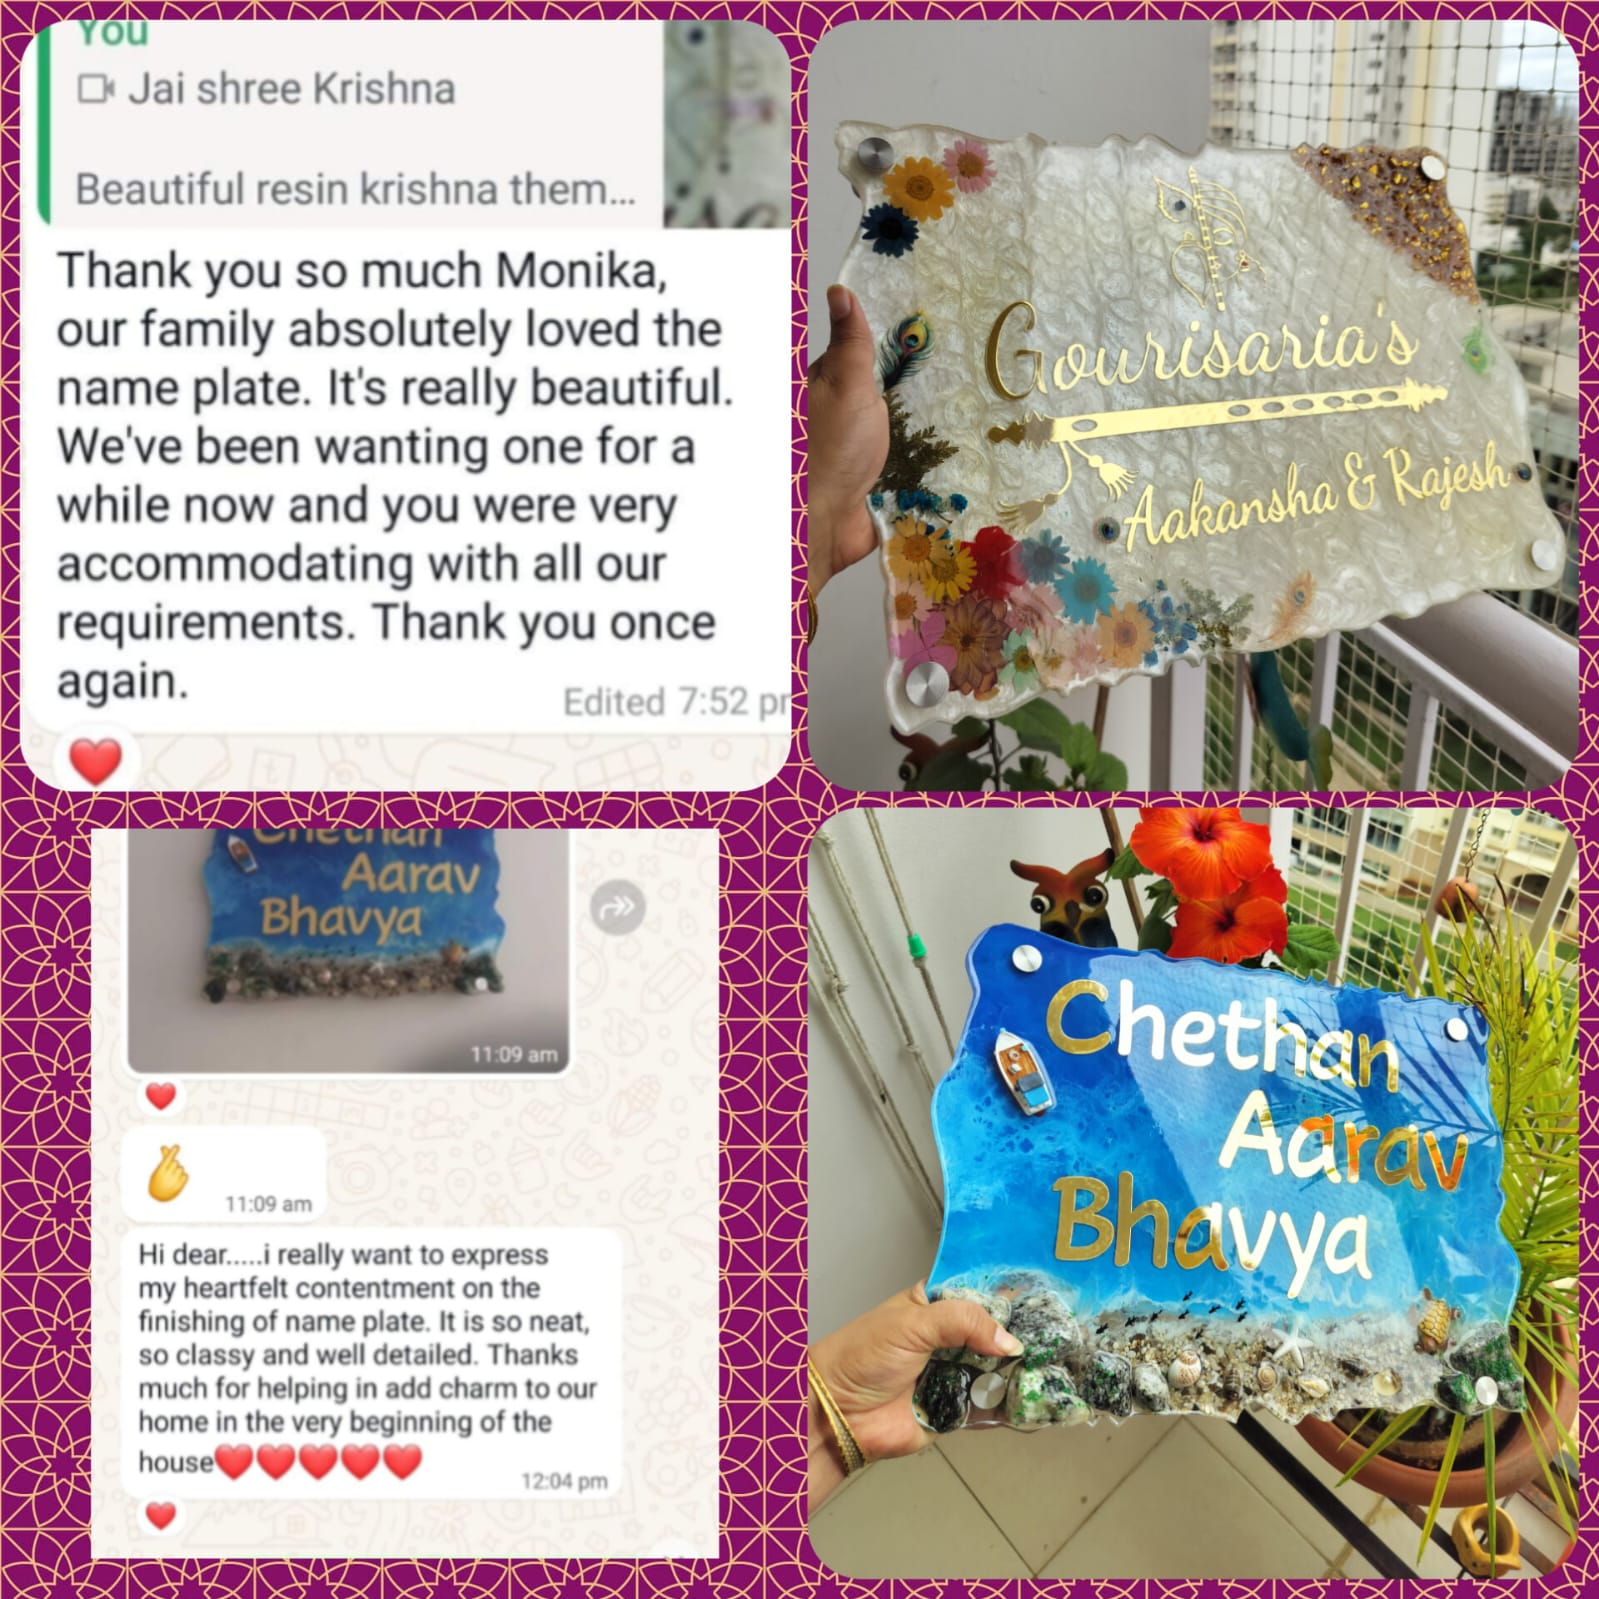 You
Jai shree Krishna
Beautiful resin krishna them...
Thank you so much Monika,
our family absolutely loved the
name plate. It's really beautiful.
We've been wanting one for a
while now and you were very
accommodating with all our
requirements. Thank you once
again.
Edited 7:52 pm
Gourisaria's
Aakansha & Rajesh
Chethan
Aarav
Bhavya
11:09 am
11:09 am
Hi dear.....i really want to express
my heartfelt contentment on the
finishing of name plate. It is so neat,
so classy and well detailed. Thanks
much for helping in add charm to our
home in the very beginning of the
house❤️❤️❤️❤️❤️
12:04 pm
Chethan
Aarav
Bhavya